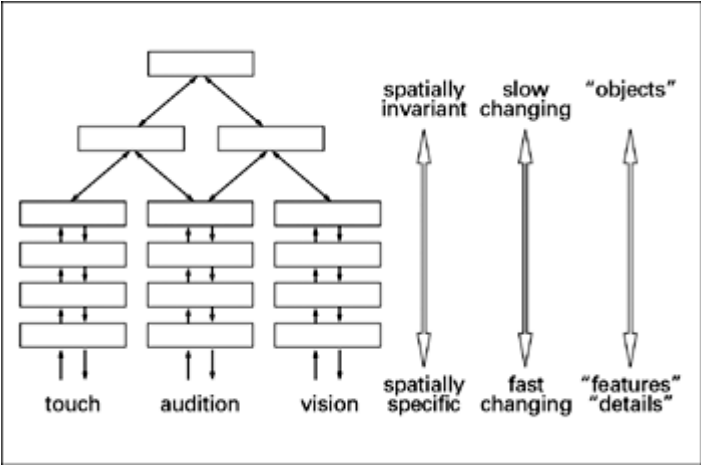 spatially invariant
slow changing
“objects”
touch
audition
vision
spatially specific
fast changing
“features” “details”